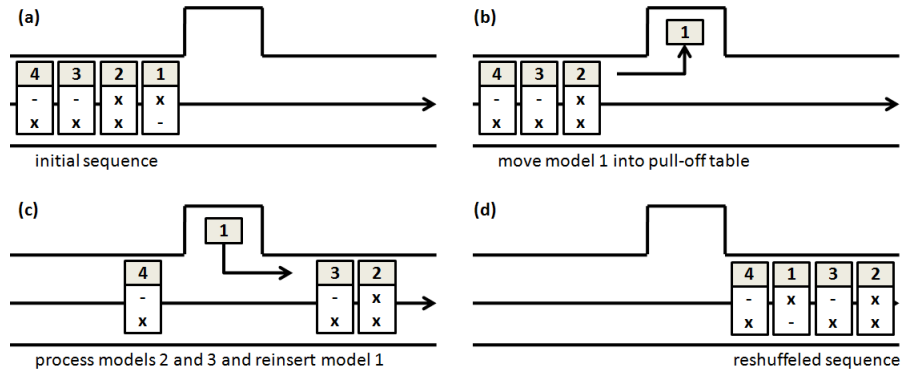 (a)
4 3 2 1
- - x x
x x x -
initial sequence
(b)
1
4 3 2
- - x
x x x
move model 1 into pull-off table
(c)
1
4 3 2
- - x
x x x
process models 2 and 3 and reinsert model 1
(d)
4 1 3 2
- x - x
x - x x
reshuffeled sequence